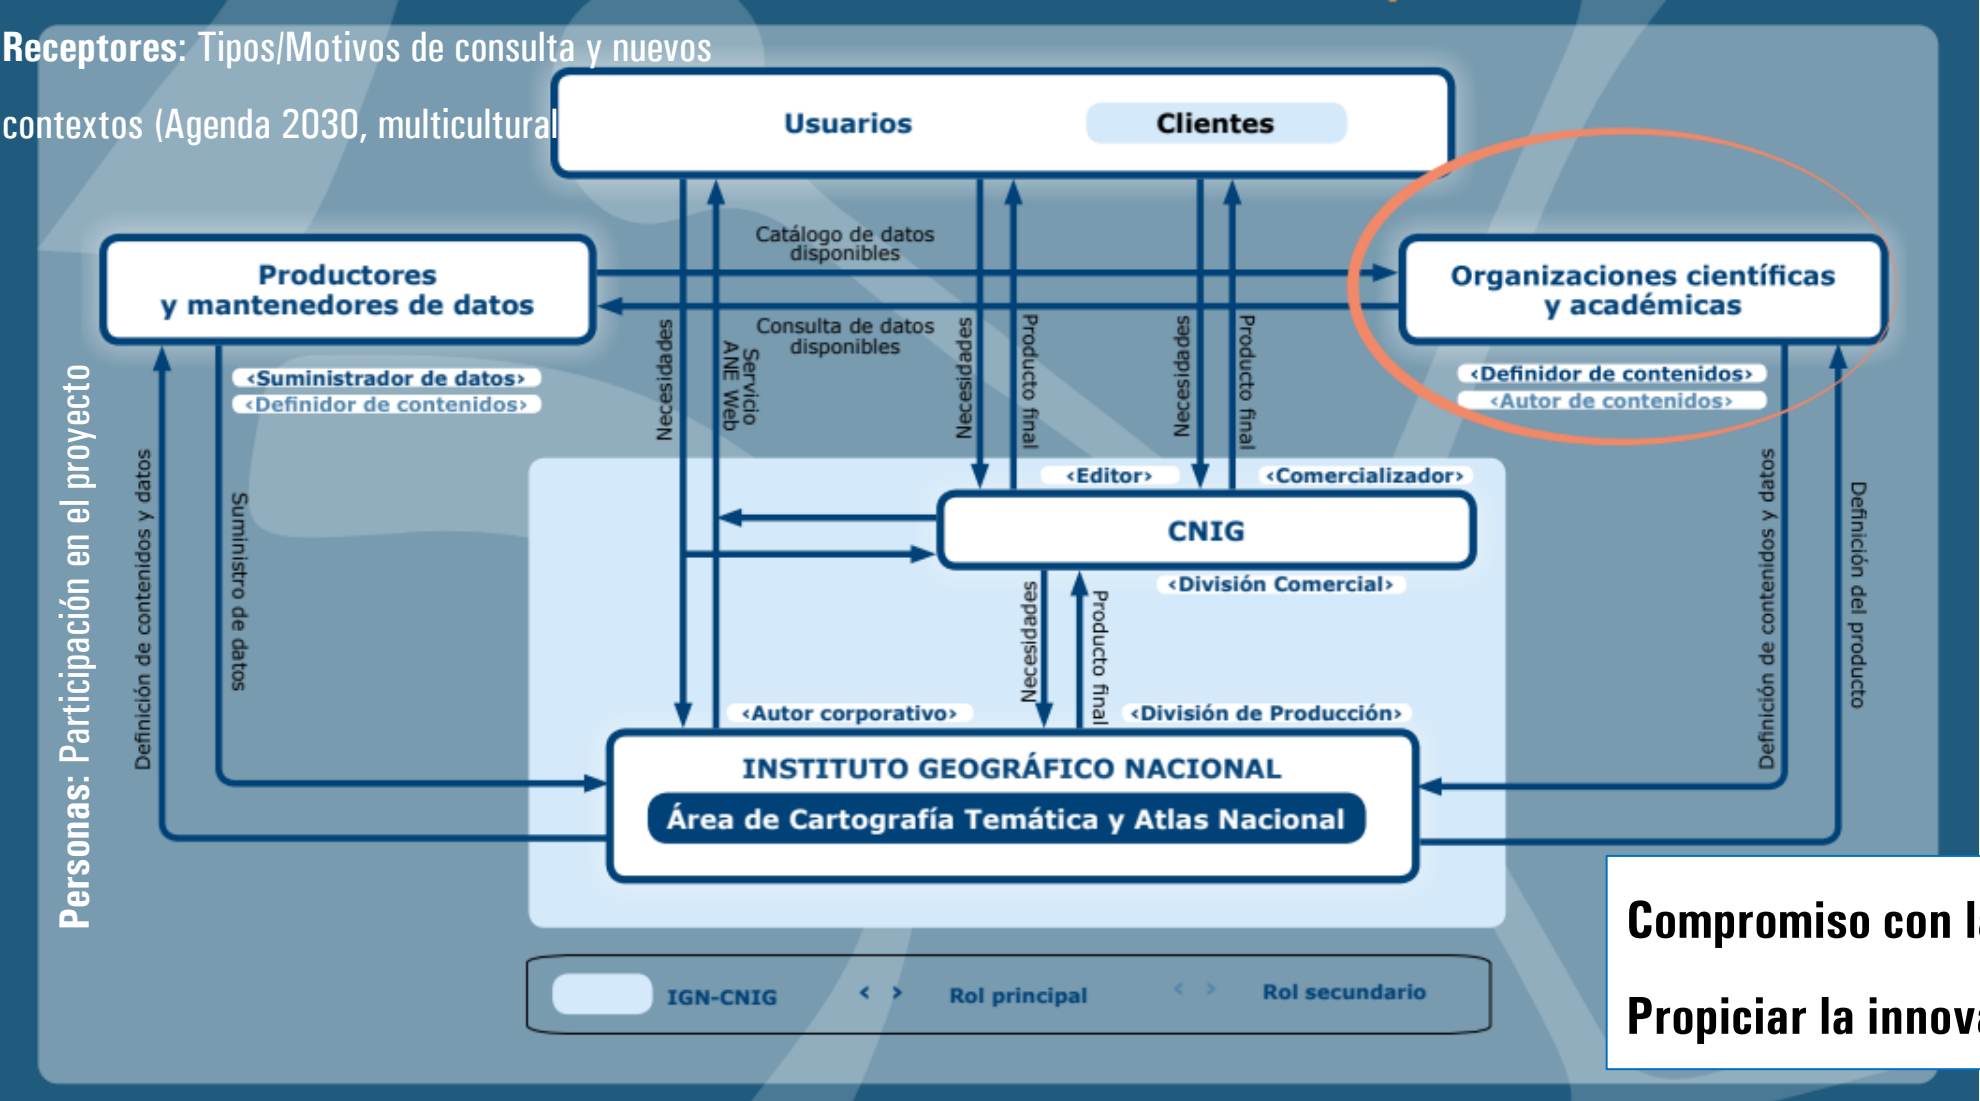 Receptores: Tipos/Motivos de consulta y nuevos
contextos (Agenda 2030, multicultural
Usuarios
Clientes
Catálogo de datos
disponibles
Productores
y mantenedores de datos
Organizaciones científicas
y académicas
Consulta de datos
disponibles
Necesidades
Servicio
ANE Web
Necesidades
Producto final
Necesidades
Producto final
‹Suministrador de datos›
‹Definidor de contenidos›
‹Definidor de contenidos›
‹Autor de contenidos›
Personas: Participación en el proyecto
Definición de contenidos y datos
Suministro de datos
Definición de contenidos y datos
Definición del producto
‹Editor›
‹Comercializador›
CNIG
‹División Comercial›
Necesidades
Producto final
‹Autor corporativo›
‹División de Producción›
INSTITUTO GEOGRÁFICO NACIONAL
Área de Cartografía Temática y Atlas Nacional
Compromiso con
Propiciar la
IGN-CNIG
‹ ›
Rol principal
‹ ›
Rol secundario